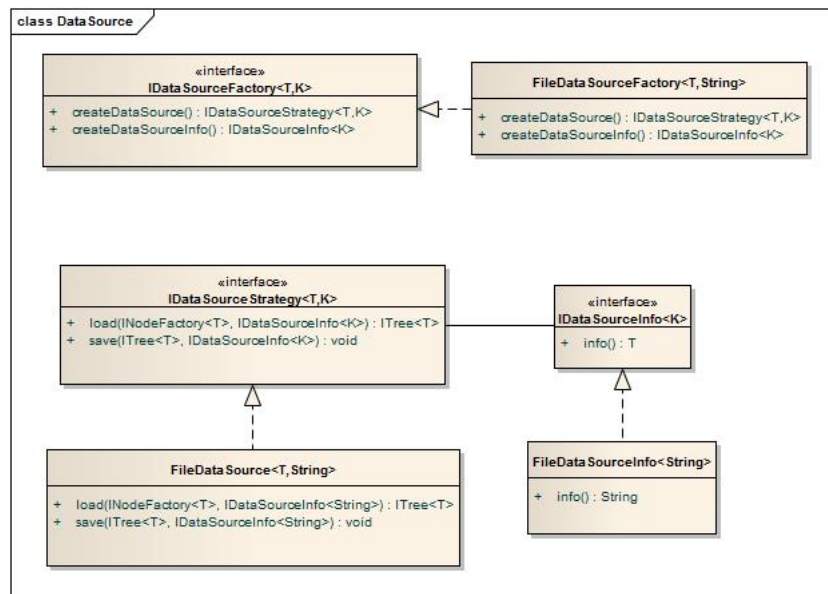 class DataSource
«interface»
IDataSourceFactory<T,K>
+ createDataSource() : IDataSourceStrategy<T,K>
+ createDataSourceInfo() : IDataSourceInfo<K>
FileDataSourceFactory<T,String>
+ createDataSource() : IDataSourceStrategy<T,K>
+ createDataSourceInfo() : IDataSourceInfo<K>
«interface»
IDataSourceStrategy<T,K>
+ load(INodeFactory<T>, IDataSourceInfo<K>) : ITree<T>
+ save(ITree<T>, IDataSourceInfo<K>) : void
«interface»
IDataSourceInfo<K>
+ info() : T
FileDataSource<T,String>
+ load(INodeFactory<T>, IDataSourceInfo<String>) : ITree<T>
+ save(ITree<T>, IDataSourceInfo<String>) : void
FileDataSourceInfo<String>
+ info() : String